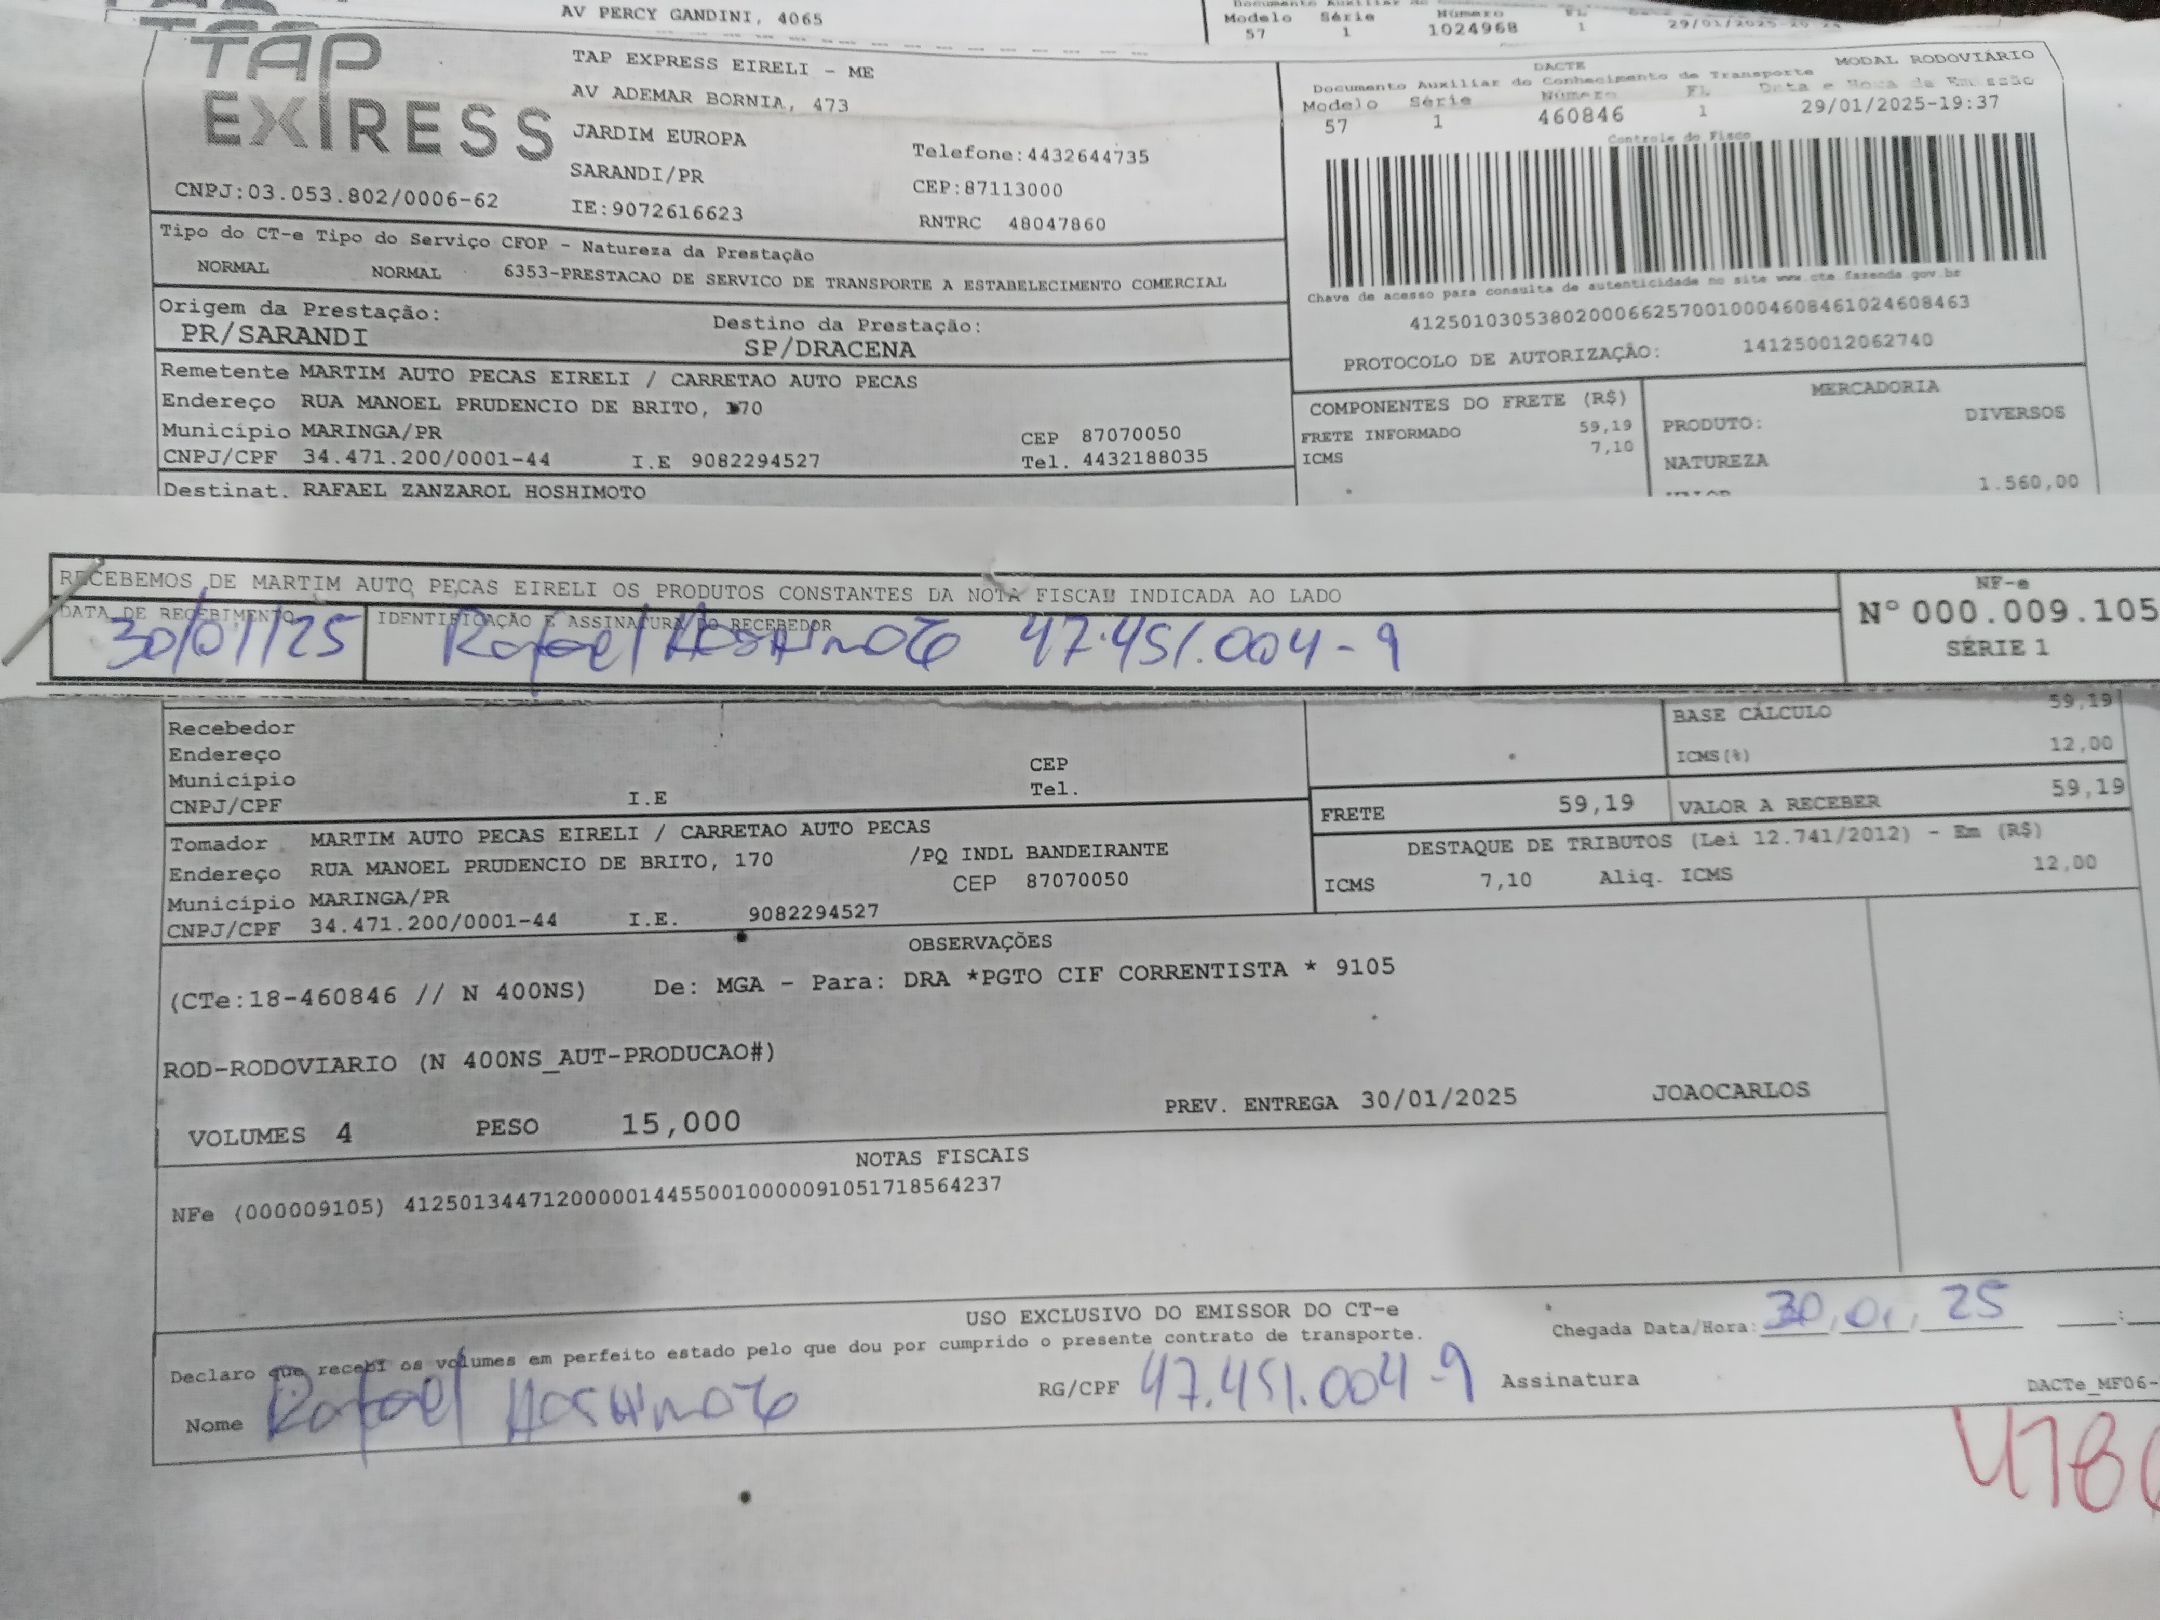 AV PERCY GANDINI, 4065
Modelo Série Número FL
57 1 1024968 1 29/01/2025-20
TAP EXPRESS
TAP EXPRESS EIRELI - ME
AV ADEMAR BORNIA, 473
JARDIM EUROPA
SARANDI/PR
IE:9072616623
Telefone:4432644735
CEP:87113000
RNTRC 48047860
CNPJ:03.053.802/0006-62
DACTE MODAL RODOVIÁRIO
Documento Auxiliar do Conhecimento de Transporte
Modelo Série Número FL Data e Hora da Emissão
57 1 460846 1 29/01/2025-19:37
Controle do Fisco
Chave de acesso para consulta de autenticidade no site www.cte.fazenda.gov.br
41250103053802000662570010004608461024608463
PROTOCOLO DE AUTORIZAÇÃO: 141250012062740
Tipo do CT-e Tipo do Serviço CFOP - Natureza da Prestação
NORMAL NORMAL 6353-PRESTACAO DE SERVICO DE TRANSPORTE A ESTABELECIMENTO COMERCIAL
Origem da Prestação: Destino da Prestação:
PR/SARANDI SP/DRACENA
Remetente MARTIM AUTO PECAS EIRELI / CARRETAO AUTO PECAS
Endereço RUA MANOEL PRUDENCIO DE BRITO, 170
Município MARINGA/PR CEP 87070050
CNPJ/CPF 34.471.200/0001-44 I.E 9082294527 Tel. 4432188035
Destinat. RAFAEL ZANZAROL HOSHIMOTO
COMPONENTES DO FRETE (R$)
FRETE INFORMADO 59,19
ICMS 7,10
MERCADORIA
PRODUTO: DIVERSOS
NATUREZA
1.560,00
RECEBEMOS DE MARTIM AUTO PEÇAS EIRELI OS PRODUTOS CONSTANTES DA NOTA FISCAL INDICADA AO LADO
DATA DE RECEBIMENTO IDENTIFICAÇÃO E ASSINATURA DO RECEBEDOR
30/01/25 Rafael Hoshimoto 47.451.004-9
NF-e
Nº 000.009.105
SÉRIE 1
Recebedor
Endereço
Município CEP
CNPJ/CPF I.E Tel.
BASE CÁLCULO 59,19
ICMS(%) 12,00
FRETE 59,19 VALOR A RECEBER 59,19
Tomador MARTIM AUTO PECAS EIRELI / CARRETAO AUTO PECAS
Endereço RUA MANOEL PRUDENCIO DE BRITO, 170 /PQ INDL BANDEIRANTE
Município MARINGA/PR CEP 87070050
CNPJ/CPF 34.471.200/0001-44 I.E. 9082294527
DESTAQUE DE TRIBUTOS (Lei 12.741/2012) - Em (R$)
ICMS 7,10 Aliq. ICMS 12,00
OBSERVAÇÕES
(CTe:18-460846 // N 400NS) De: MGA - Para: DRA *PGTO CIF CORRENTISTA * 9105
ROD-RODOVIARIO (N 400NS_AUT-PRODUCAO#)
VOLUMES 4 PESO 15,000 PREV. ENTREGA 30/01/2025 JOAOCARLOS
NOTAS FISCAIS
NFe (000009105) 41250134471200000144550010000091051718564237
USO EXCLUSIVO DO EMISSOR DO CT-e
Declaro que recebi os volumes em perfeito estado pelo que dou por cumprido o presente contrato de transporte.
Chegada Data/Hora: 30,01,25 :
Nome Rafael Hoshimoto RG/CPF 47.451.004-9 Assinatura
DACTe_MF06-